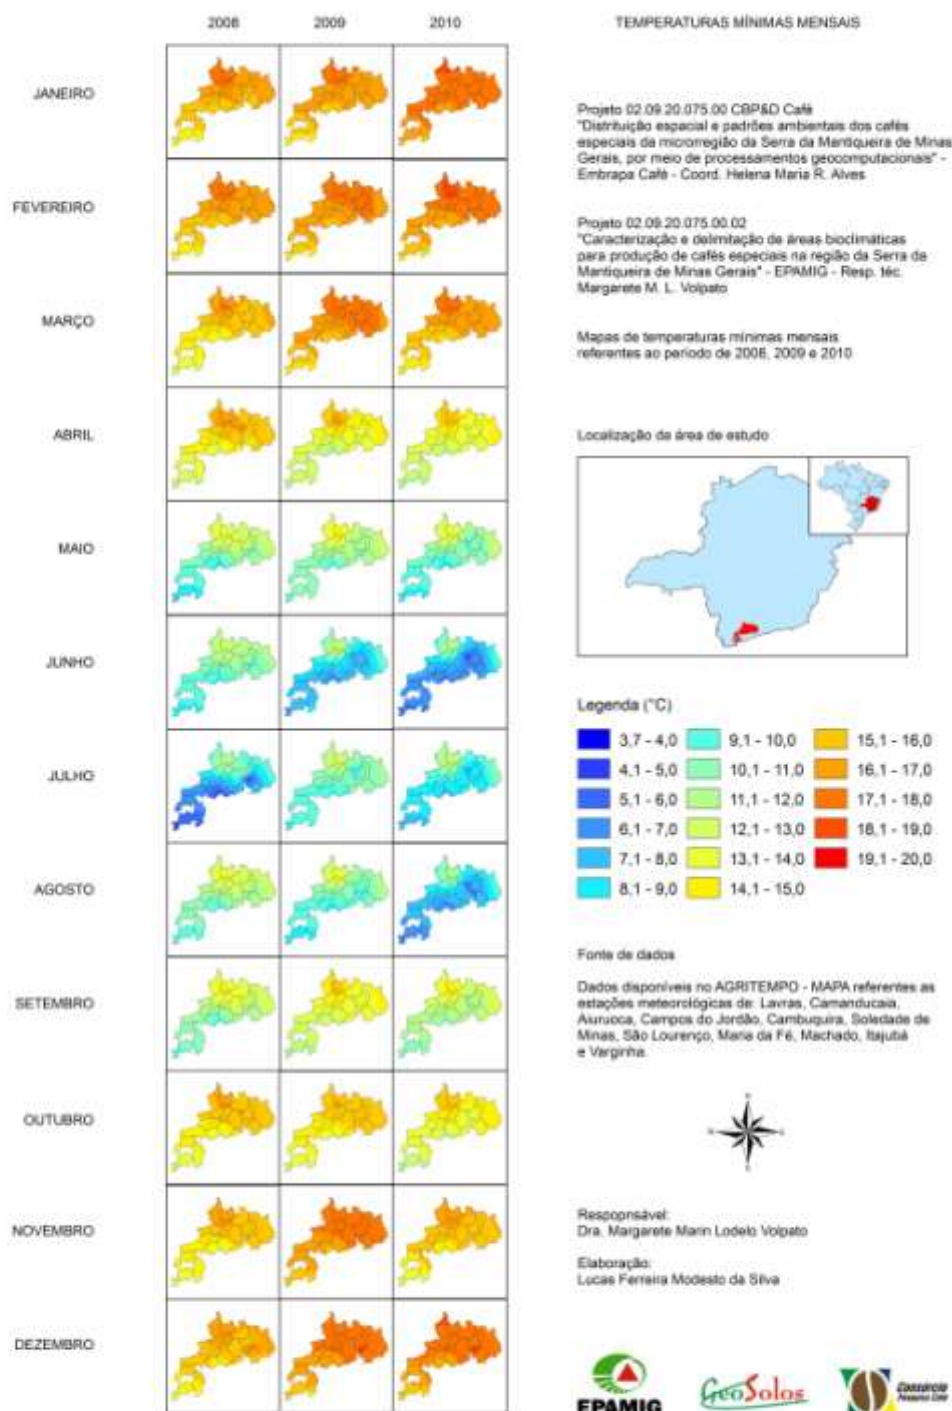 2008 2009 2010
TEMPERATURAS MÍNIMAS MENSAIS
JANEIRO
FEVEREIRO
MARÇO
ABRIL
MAIO
JUNHO
JULHO
AGOSTO
SETEMBRO
OUTUBRO
NOVEMBRO
DEZEMBRO
Projeto 02.09.20.075.00 CBP&D Café
"Distribuição espacial e padrões ambientais dos cafés
especiais da microrregião da Serra da Mantiqueira de Minas
Gerais, por meio de processamentos geocomputacionais" -
Embrapa Café - Coord. Helena Maria R. Alves
Projeto 02.09.20.075.00.02
"Caracterização e delimitação de áreas bioclimáticas
para produção de cafés especiais na região da Serra da
Mantiqueira de Minas Gerais" - EPAMIG - Resp. téc.
Margarete M. L. Volpato
Mapas de temperaturas mínimas mensais
referentes ao período de 2008, 2009 e 2010
Localização da área de estudo
Legenda (°C)
3,7 - 4,0 9,1 - 10,0 15,1 - 16,0
4,1 - 5,0 10,1 - 11,0 16,1 - 17,0
5,1 - 6,0 11,1 - 12,0 17,1 - 18,0
6,1 - 7,0 12,1 - 13,0 18,1 - 19,0
7,1 - 8,0 13,1 - 14,0 19,1 - 20,0
8,1 - 9,0 14,1 - 15,0
Fonte de dados
Dados disponíveis no AGRITEMPO - MAPA referentes as
estações meteorológicas de: Lavras, Camanducaia,
Aiuruoca, Campos do Jordão, Cambuquira, Soledade de
Minas, São Lourenço, Maria da Fé, Machado, Itajubá
e Varginha.
Respopnsável:
Dra. Margarete Marin Lodelo Volpato
Elaboração:
Lucas Ferreira Modesto da Silva
EPAMIG
GeoSolos
Consórcio
Pesquisa Café